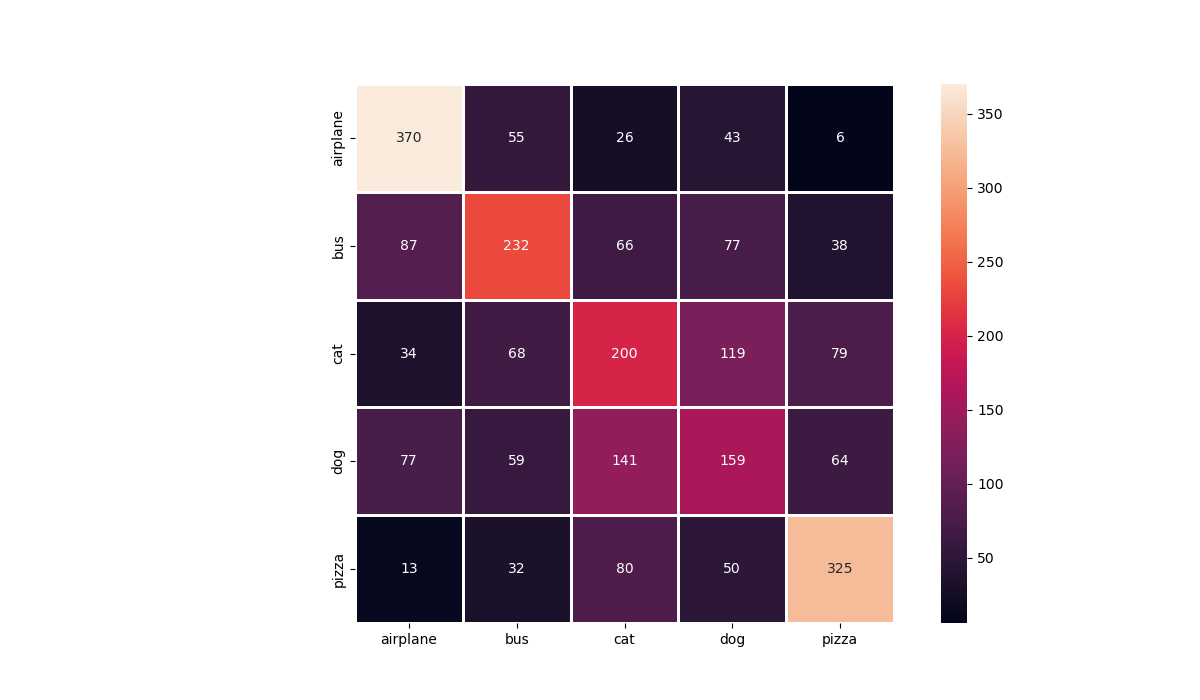 airplane 370 55 26 43 6
bus 87 232 66 77 38
cat 34 68 200 119 79
dog 77 59 141 159 64
pizza 13 32 80 50 325
airplane bus cat dog pizza
350
300
250
200
150
100
50